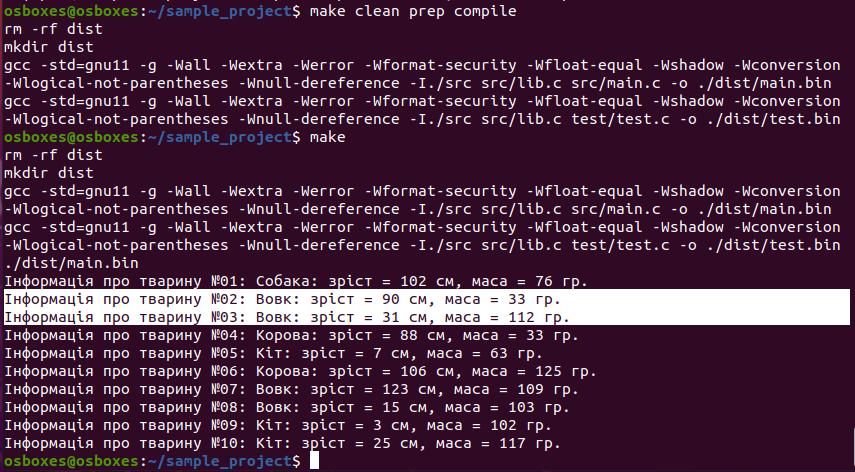 osboxes@osboxes:~/sample_project$ make clean prep compile
rm -rf dist
mkdir dist
gcc -std=gnu11 -g -Wall -Wextra -Werror -Wformat-security -Wfloat-equal -Wshadow -Wconversion
-Wlogical-not-parentheses -Wnull-dereference -I./src src/lib.c src/main.c -o ./dist/main.bin
gcc -std=gnu11 -g -Wall -Wextra -Werror -Wformat-security -Wfloat-equal -Wshadow -Wconversion
-Wlogical-not-parentheses -Wnull-dereference -I./src src/lib.c test/test.c -o ./dist/test.bin
osboxes@osboxes:~/sample_project$ make
rm -rf dist
mkdir dist
gcc -std=gnu11 -g -Wall -Wextra -Werror -Wformat-security -Wfloat-equal -Wshadow -Wconversion
-Wlogical-not-parentheses -Wnull-dereference -I./src src/lib.c src/main.c -o ./dist/main.bin
gcc -std=gnu11 -g -Wall -Wextra -Werror -Wformat-security -Wfloat-equal -Wshadow -Wconversion
-Wlogical-not-parentheses -Wnull-dereference -I./src src/lib.c test/test.c -o ./dist/test.bin
./dist/main.bin
Інформація про тварину №01: Собака: зріст = 102 см, маса = 76 гр.
Інформація про тварину №02: Вовк: зріст = 90 см, маса = 33 гр.
Інформація про тварину №03: Вовк: зріст = 31 см, маса = 112 гр.
Інформація про тварину №04: Корова: зріст = 88 см, маса = 33 гр.
Інформація про тварину №05: Кіт: зріст = 7 см, маса = 63 гр.
Інформація про тварину №06: Корова: зріст = 106 см, маса = 125 гр.
Інформація про тварину №07: Вовк: зріст = 123 см, маса = 109 гр.
Інформація про тварину №08: Вовк: зріст = 15 см, маса = 103 гр.
Інформація про тварину №09: Кіт: зріст = 3 см, маса = 102 гр.
Інформація про тварину №10: Кіт: зріст = 25 см, маса = 117 гр.
osboxes@osboxes:~/sample_project$